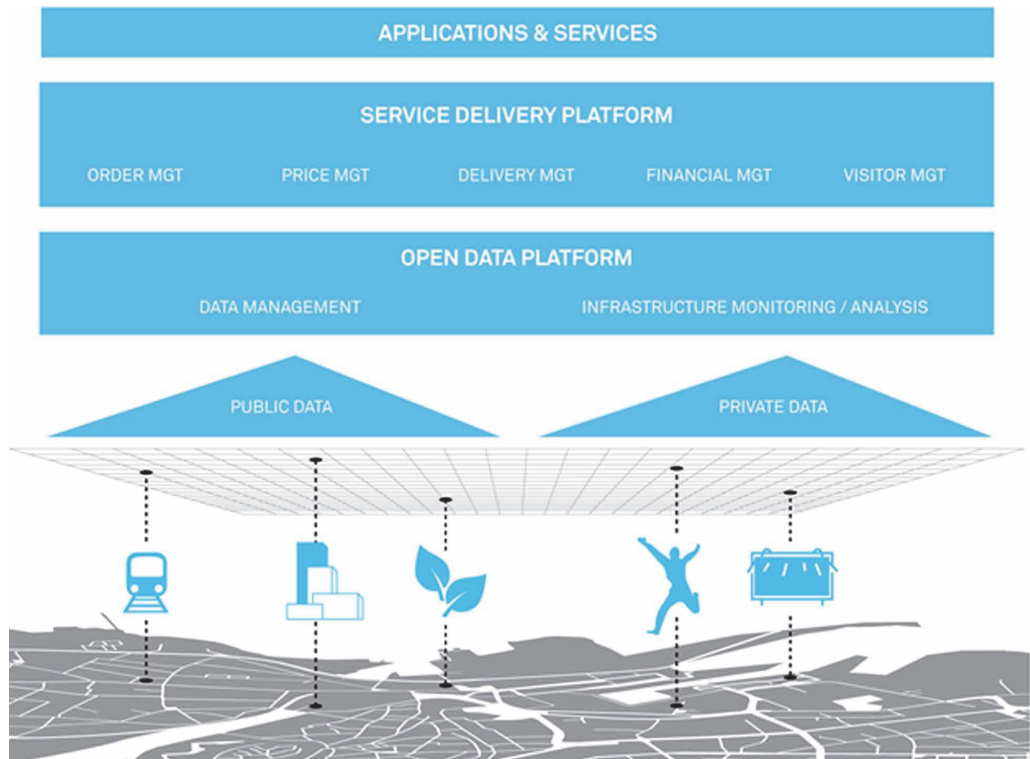 APPLICATIONS & SERVICES
SERVICE DELIVERY PLATFORM
ORDER MGT PRICE MGT DELIVERY MGT FINANCIAL MGT VISITOR MGT
OPEN DATA PLATFORM
DATA MANAGEMENT INFRASTRUCTURE MONITORING / ANALYSIS
PUBLIC DATA PRIVATE DATA